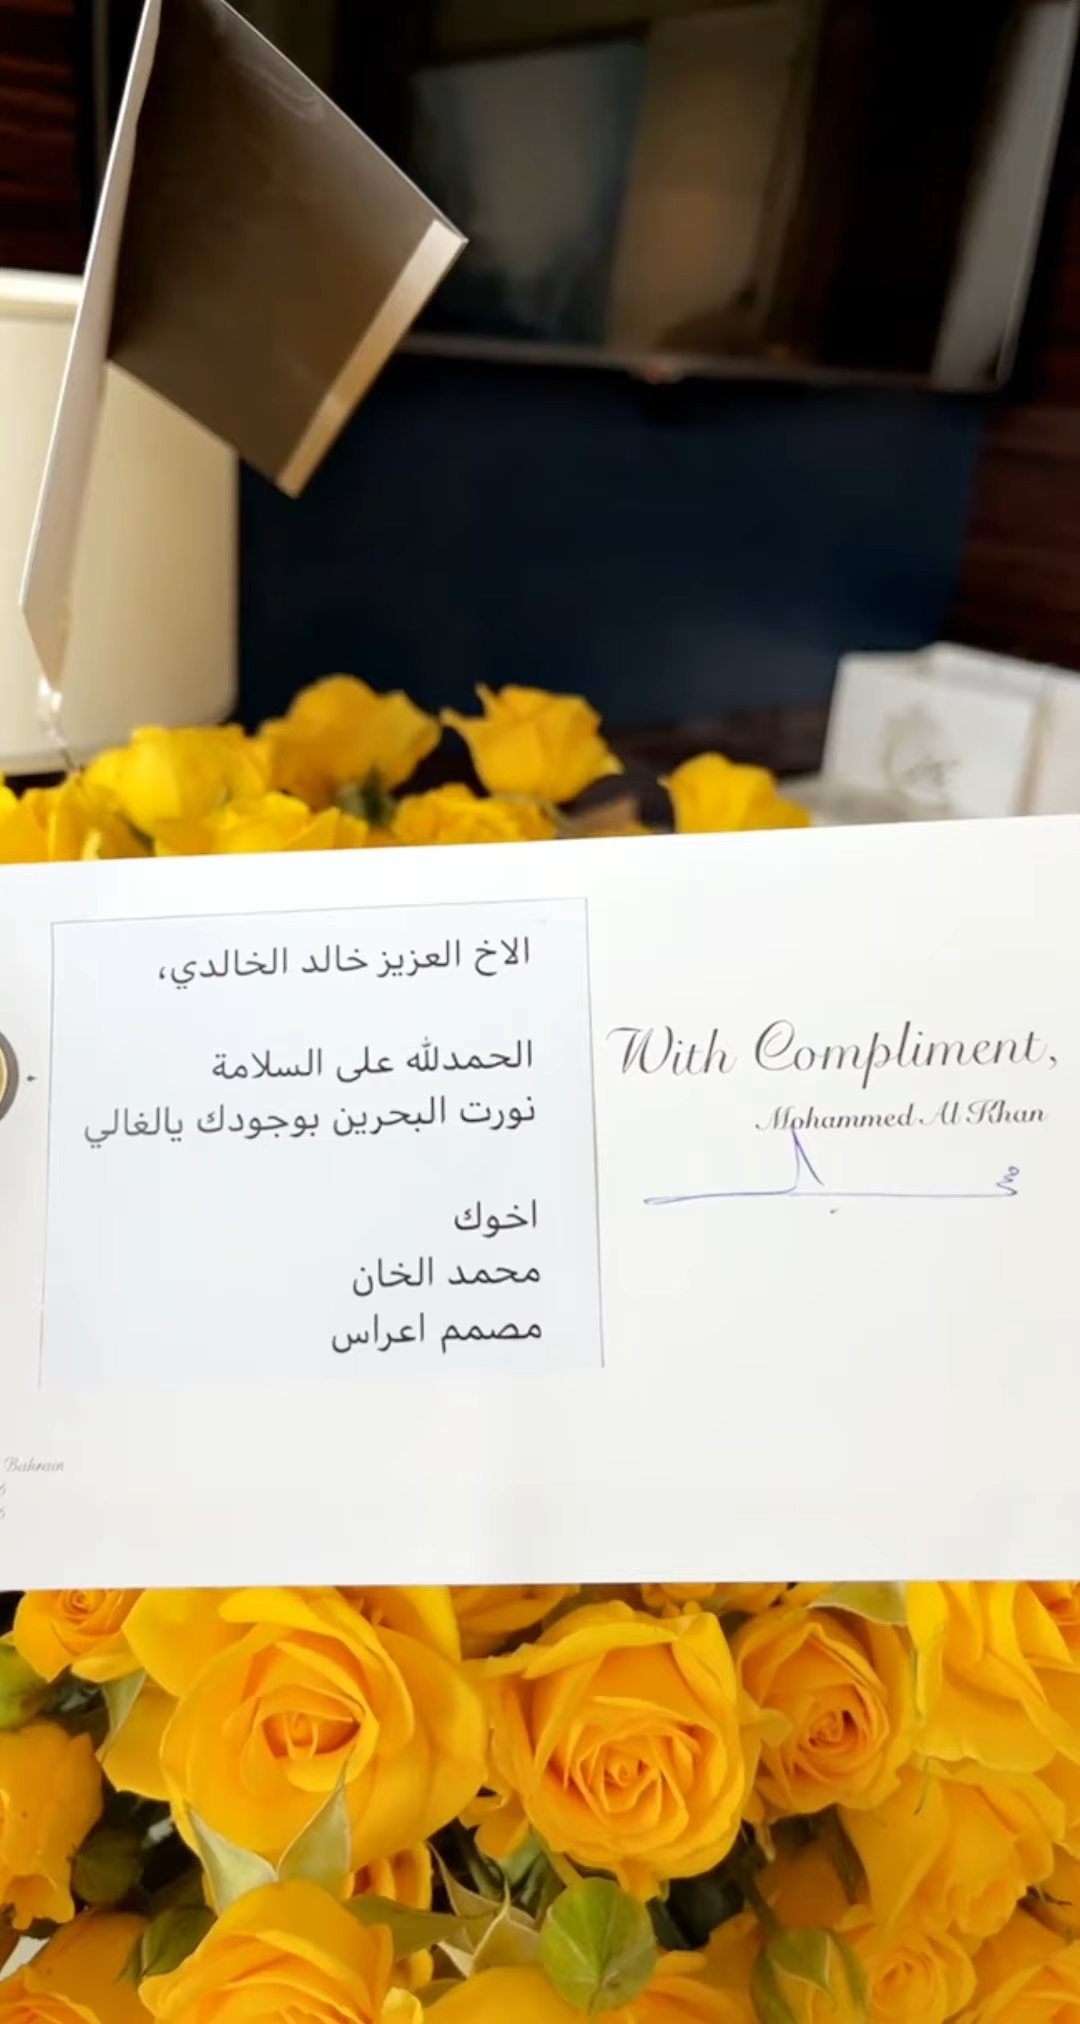 الاخ العزيز خالد الخالدي،
الحمدلله على السلامة
نورت البحرين بوجودك يالغالي
اخوك
محمد الخان
مصمم اعراس
With Compliment,
Mohammed Al Khan
Bahrain